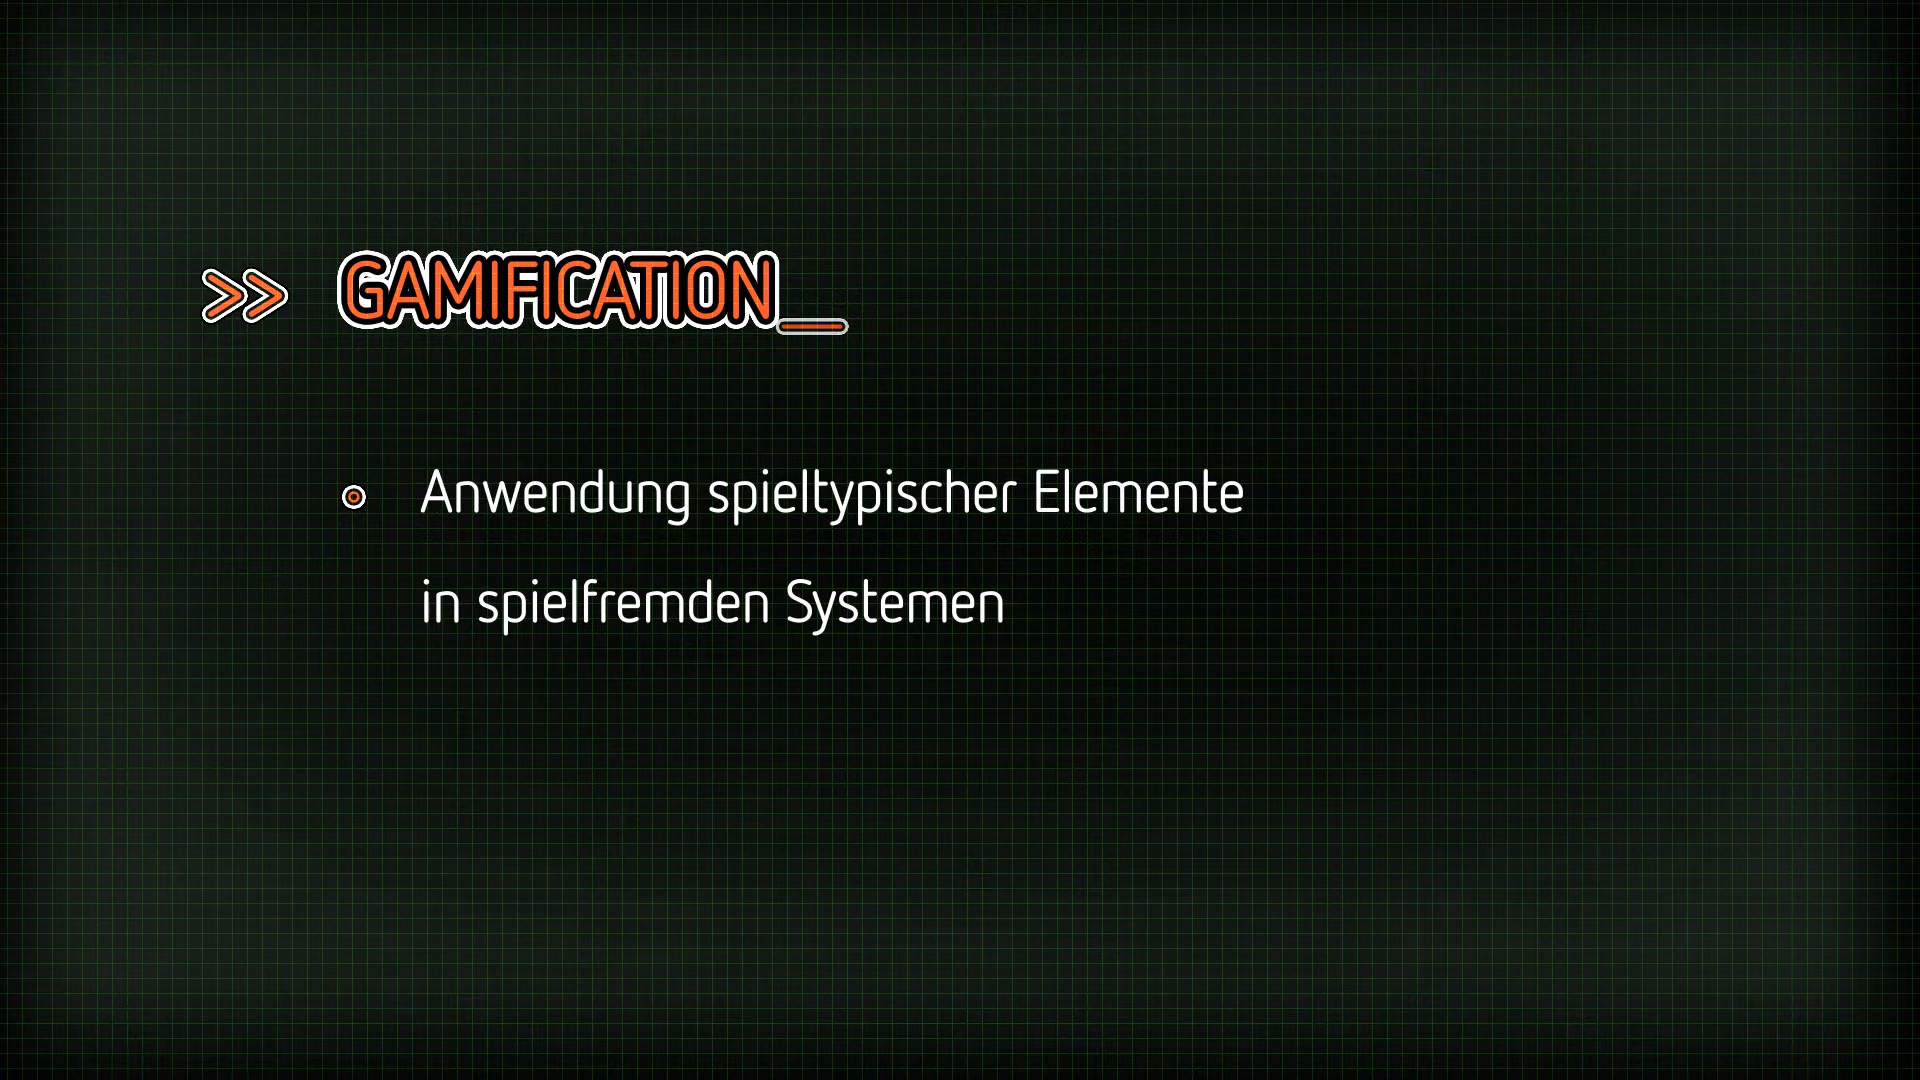 >> GAMIFICATION_
Anwendung spieltypischer Elemente
in spielfremden Systemen